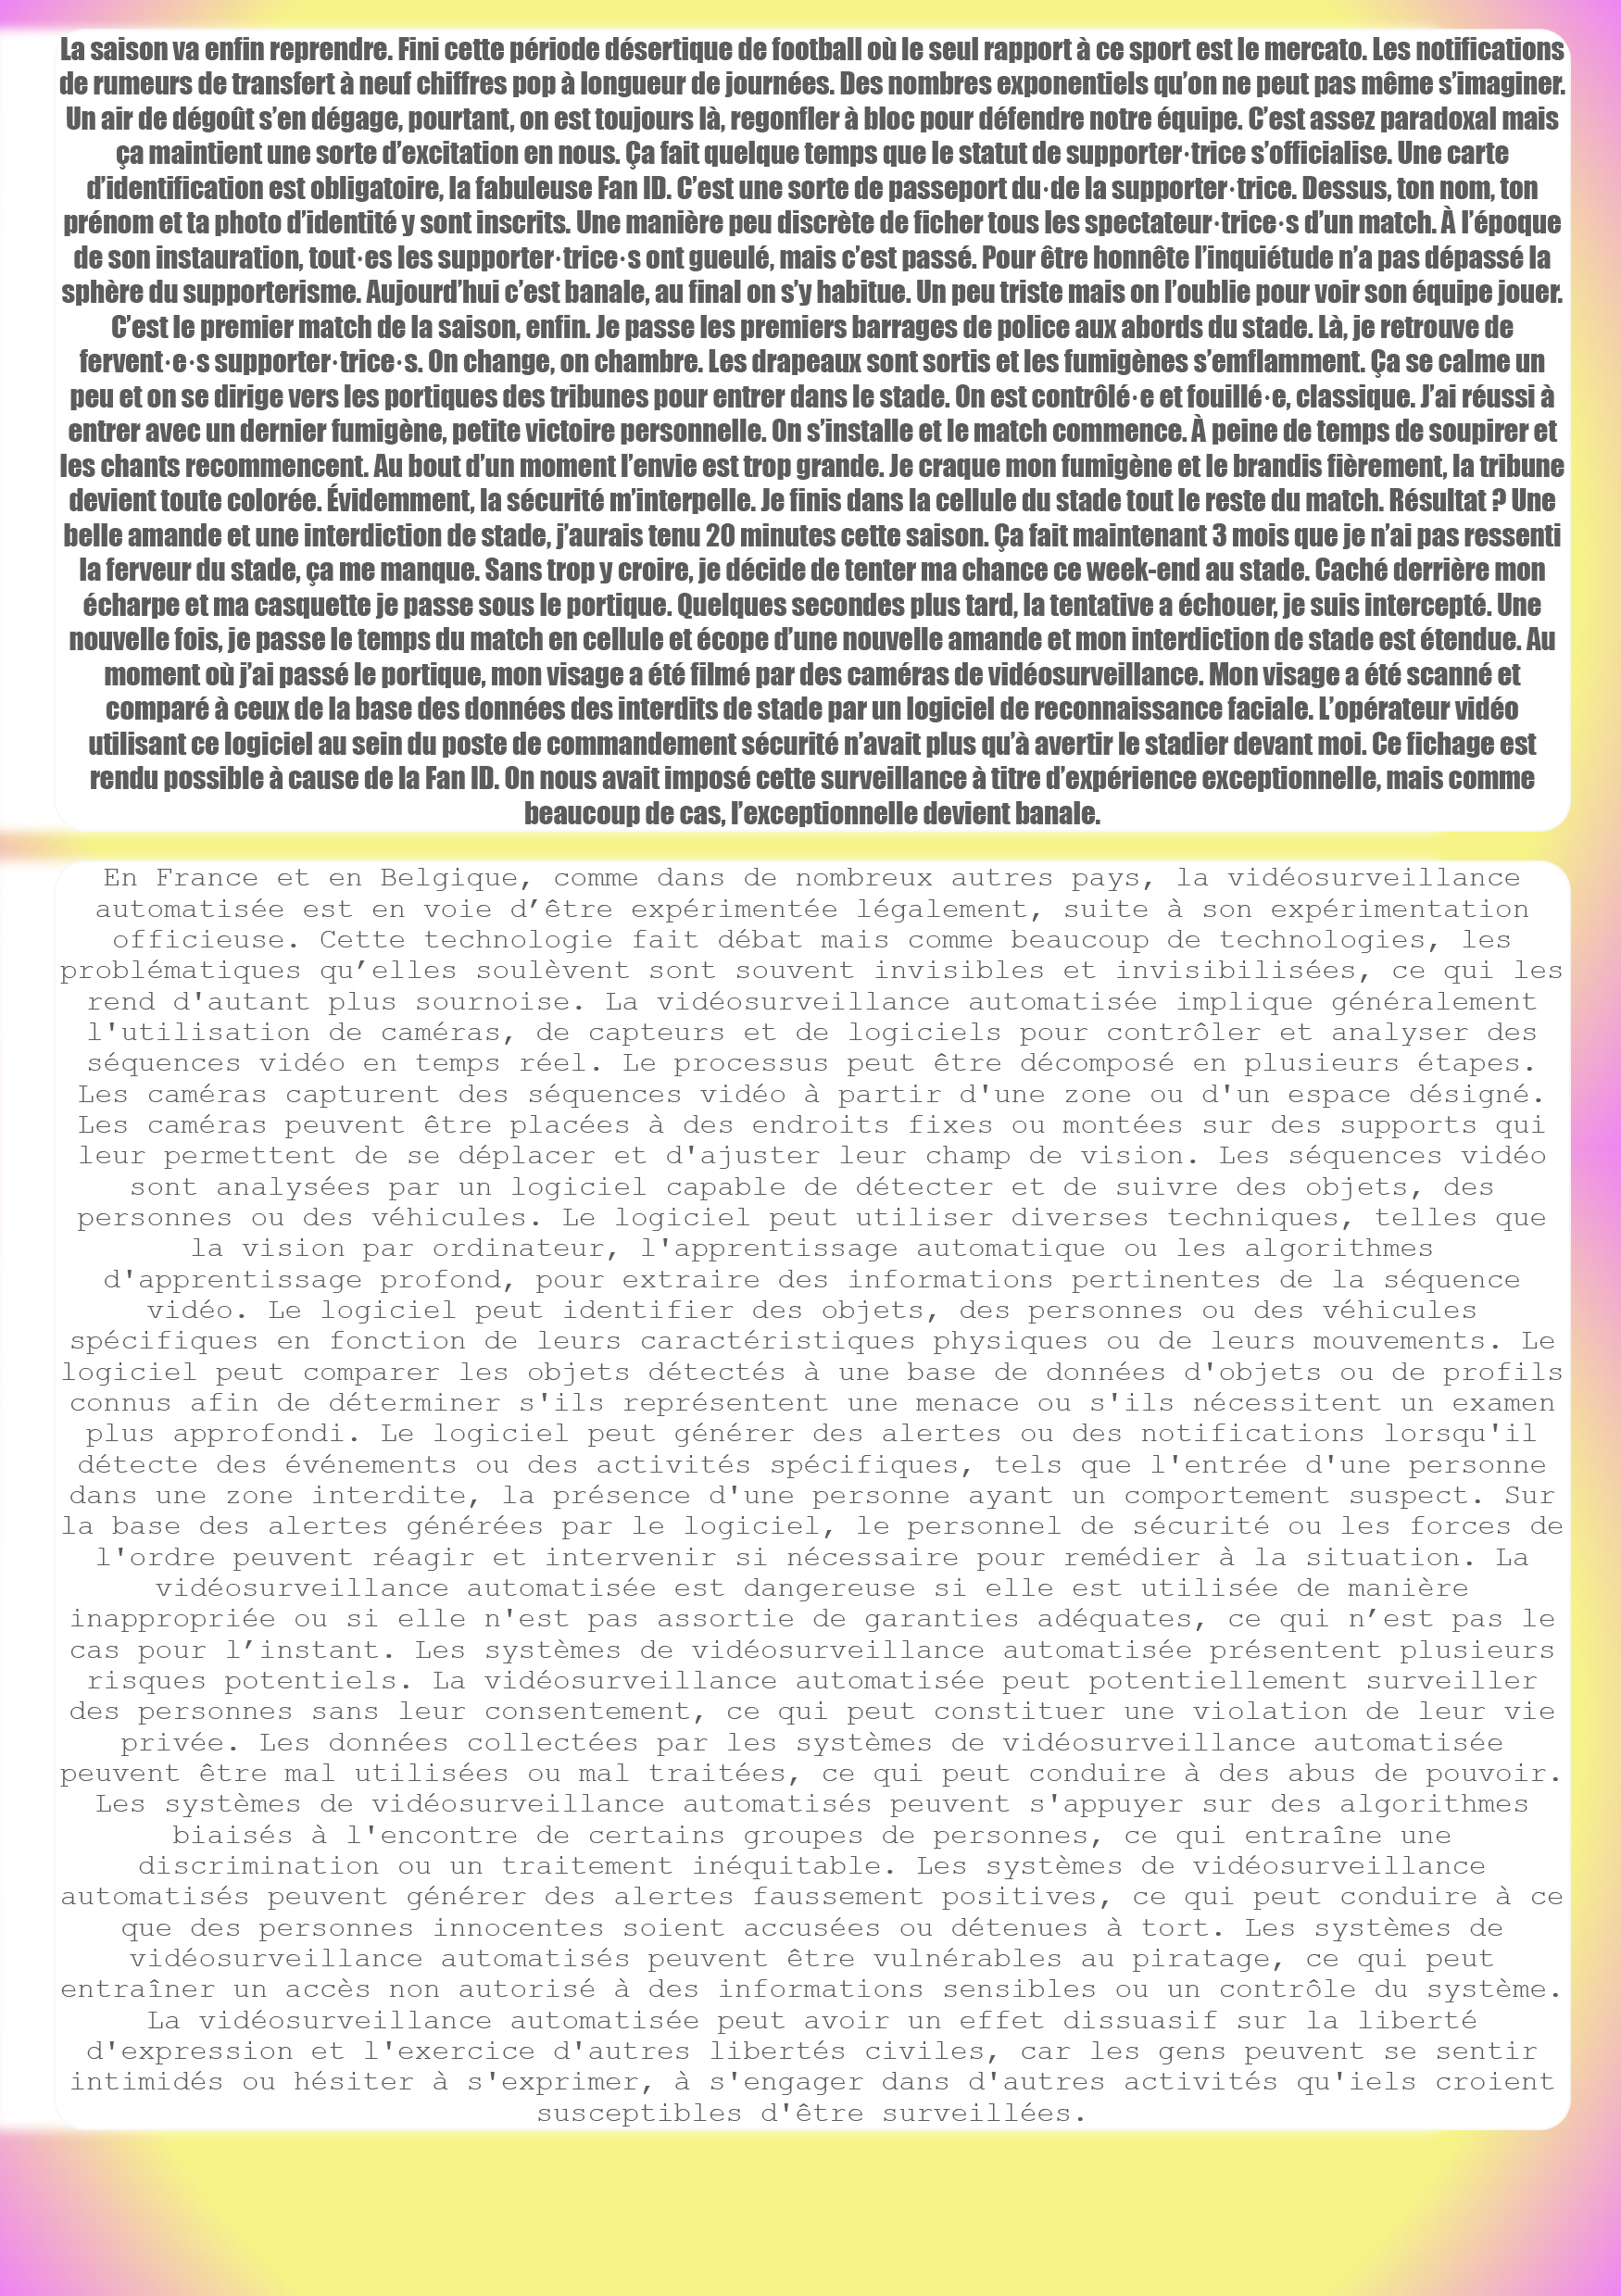 La saison va enfin reprendre. Fini cette période désertique de football où le seul rapport à ce sport est le mercato. Les notifications
de rumeurs de transfert à neuf chiffres pop à longueur de journées. Des nombres exponentiels qu’on ne peut pas même s’imaginer.
Un air de dégoût s’en dégage, pourtant, on est toujours là, regonfler à bloc pour défendre notre équipe. C’est assez paradoxal mais
ça maintient une sorte d’excitation en nous. Ça fait quelque temps que le statut de supporter·trice s’officialise. Une carte
d’identification est obligatoire, la fabuleuse Fan ID. C’est une sorte de passeport du·de la supporter·trice. Dessus, ton nom, ton
prénom et ta photo d’identité y sont inscrits. Une manière peu discrète de ficher tous les spectateur·trice·s d’un match. À l’époque
de son instauration, tout·es les supporter·trice·s ont gueulé, mais c’est passé. Pour être honnête l’inquiétude n’a pas dépassé la
sphère du supporterisme. Aujourd’hui c’est banale, au final on s’y habitue. Un peu triste mais on l’oublie pour voir son équipe jouer.
C’est le premier match de la saison, enfin. Je passe les premiers barrages de police aux abords du stade. Là, je retrouve de
fervent·e·s supporter·trice·s. On change, on chambre. Les drapeaux sont sortis et les fumigènes s’emflamment. Ça se calme un
peu et on se dirige vers les portiques des tribunes pour entrer dans le stade. On est contrôlé·e et fouillé·e, classique. J’ai réussi à
entrer avec un dernier fumigène, petite victoire personnelle. On s’installe et le match commence. À peine de temps de soupirer et
les chants recommencent. Au bout d’un moment l’envie est trop grande. Je craque mon fumigène et le brandis fièrement, la tribune
devient toute colorée. Évidemment, la sécurité m’interpelle. Je finis dans la cellule du stade tout le reste du match. Résultat ? Une
belle amande et une interdiction de stade, j’aurais tenu 20 minutes cette saison. Ça fait maintenant 3 mois que je n’ai pas ressenti
la ferveur du stade, ça me manque. Sans trop y croire, je décide de tenter ma chance ce week-end au stade. Caché derrière mon
écharpe et ma casquette je passe sous le portique. Quelques secondes plus tard, la tentative a échouer, je suis intercepté. Une
nouvelle fois, je passe le temps du match en cellule et écope d’une nouvelle amande et mon interdiction de stade est étendue. Au
moment où j’ai passé le portique, mon visage a été filmé par des caméras de vidéosurveillance. Mon visage a été scanné et
comparé à ceux de la base des données des interdits de stade par un logiciel de reconnaissance faciale. L’opérateur vidéo
utilisant ce logiciel au sein du poste de commandement sécurité n’avait plus qu’à avertir le stadier devant moi. Ce fichage est
rendu possible à cause de la Fan ID. On nous avait imposé cette surveillance à titre d’expérience exceptionnelle, mais comme
beaucoup de cas, l’exceptionnelle devient banale.
En France et en Belgique, comme dans de nombreux autres pays, la vidéosurveillance
automatisée est en voie d’être expérimentée légalement, suite à son expérimentation
officieuse. Cette technologie fait débat mais comme beaucoup de technologies, les
problématiques qu’elles soulèvent sont souvent invisibles et invisibilisées, ce qui les
rend d'autant plus sournoise. La vidéosurveillance automatisée implique généralement
l'utilisation de caméras, de capteurs et de logiciels pour contrôler et analyser des
séquences vidéo en temps réel. Le processus peut être décomposé en plusieurs étapes.
Les caméras capturent des séquences vidéo à partir d'une zone ou d'un espace désigné.
Les caméras peuvent être placées à des endroits fixes ou montées sur des supports qui
leur permettent de se déplacer et d'ajuster leur champ de vision. Les séquences vidéo
sont analysées par un logiciel capable de détecter et de suivre des objets, des
personnes ou des véhicules. Le logiciel peut utiliser diverses techniques, telles que
la vision par ordinateur, l'apprentissage automatique ou les algorithmes
d'apprentissage profond, pour extraire des informations pertinentes de la séquence
vidéo. Le logiciel peut identifier des objets, des personnes ou des véhicules
spécifiques en fonction de leurs caractéristiques physiques ou de leurs mouvements. Le
logiciel peut comparer les objets détectés à une base de données d'objets ou de profils
connus afin de déterminer s'ils représentent une menace ou s'ils nécessitent un examen
plus approfondi. Le logiciel peut générer des alertes ou des notifications lorsqu'il
détecte des événements ou des activités spécifiques, tels que l'entrée d'une personne
dans une zone interdite, la présence d'une personne ayant un comportement suspect. Sur
la base des alertes générées par le logiciel, le personnel de sécurité ou les forces de
l'ordre peuvent réagir et intervenir si nécessaire pour remédier à la situation. La
vidéosurveillance automatisée est dangereuse si elle est utilisée de manière
inappropriée ou si elle n'est pas assortie de garanties adéquates, ce qui n’est pas le
cas pour l’instant. Les systèmes de vidéosurveillance automatisée présentent plusieurs
risques potentiels. La vidéosurveillance automatisée peut potentiellement surveiller
des personnes sans leur consentement, ce qui peut constituer une violation de leur vie
privée. Les données collectées par les systèmes de vidéosurveillance automatisée
peuvent être mal utilisées ou mal traitées, ce qui peut conduire à des abus de pouvoir.
Les systèmes de vidéosurveillance automatisés peuvent s'appuyer sur des algorithmes
biaisés à l'encontre de certains groupes de personnes, ce qui entraîne une
discrimination ou un traitement inéquitable. Les systèmes de vidéosurveillance
automatisés peuvent générer des alertes faussement positives, ce qui peut conduire à ce
que des personnes innocentes soient accusées ou détenues à tort. Les systèmes de
vidéosurveillance automatisés peuvent être vulnérables au piratage, ce qui peut
entraîner un accès non autorisé à des informations sensibles ou un contrôle du système.
La vidéosurveillance automatisée peut avoir un effet dissuasif sur la liberté
d'expression et l'exercice d'autres libertés civiles, car les gens peuvent se sentir
intimidés ou hésiter à s'exprimer, à s'engager dans d'autres activités qu'iels croient
susceptibles d'être surveillées.